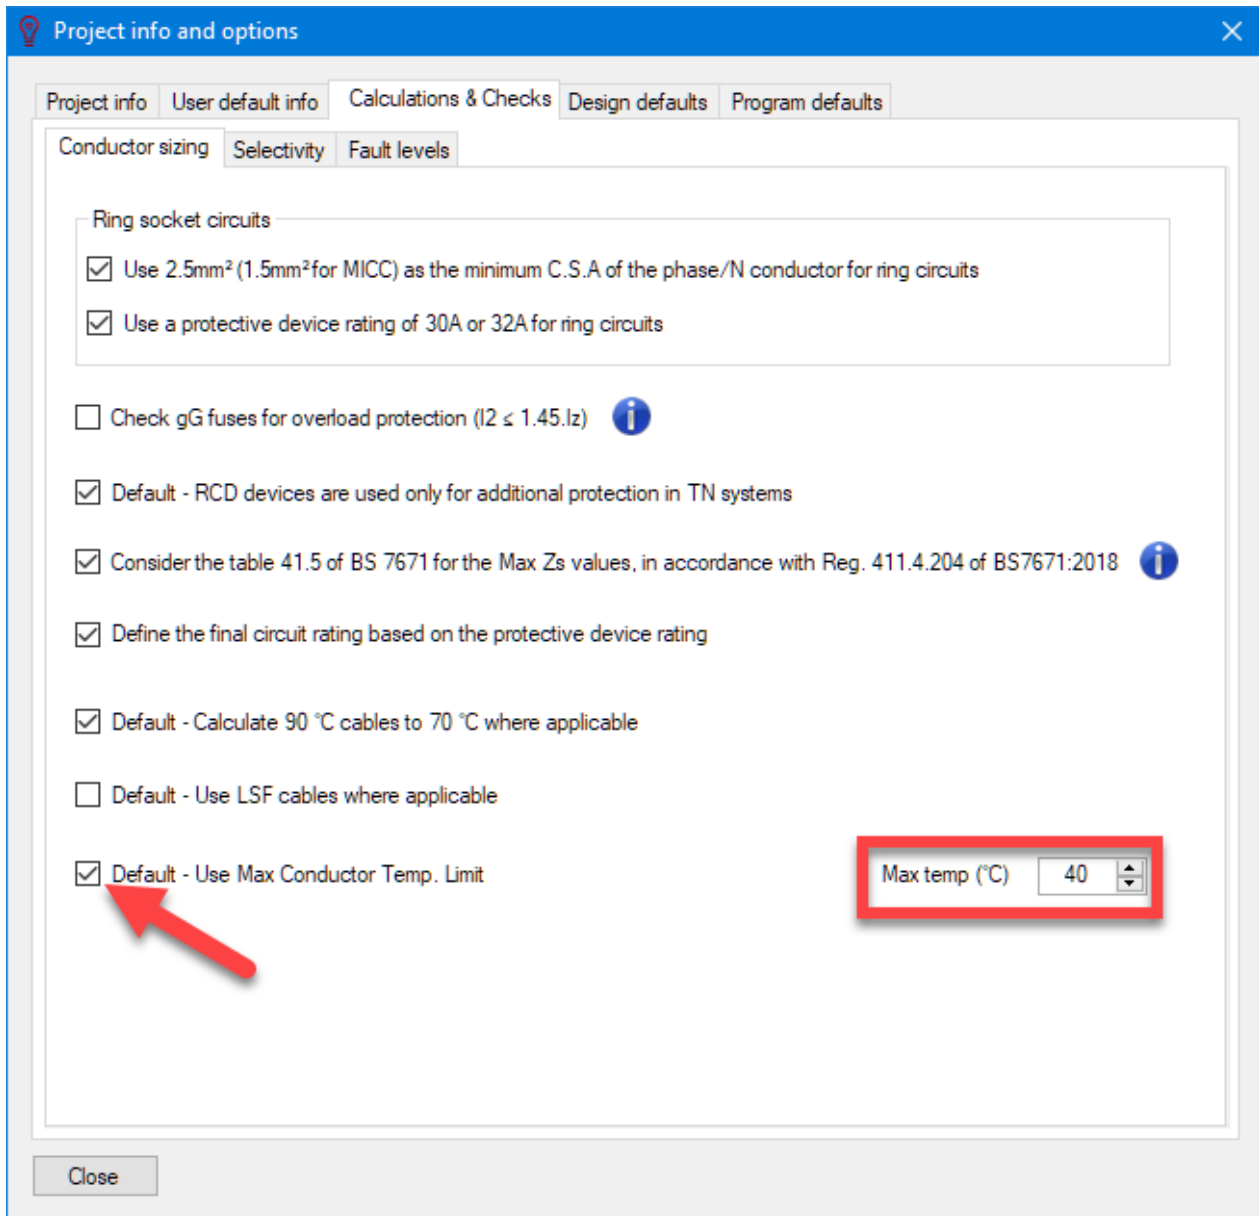 Project info and options
Project info User default info Calculations & Checks Design defaults Program defaults
Conductor sizing Selectivity Fault levels
Ring socket circuits
Use 2.5mm² (1.5mm² for MICC) as the minimum C.S.A of the phase/N conductor for ring circuits
Use a protective device rating of 30A or 32A for ring circuits
Check gG fuses for overload protection (I2 ≤ 1.45.Iz)
Default - RCD devices are used only for additional protection in TN systems
Consider the table 41.5 of BS 7671 for the Max Zs values, in accordance with Reg. 411.4.204 of BS7671:2018
Define the final circuit rating based on the protective device rating
Default - Calculate 90 °C cables to 70 °C where applicable
Default - Use LSF cables where applicable
Default - Use Max Conductor Temp. Limit Max temp (°C) 40
Close